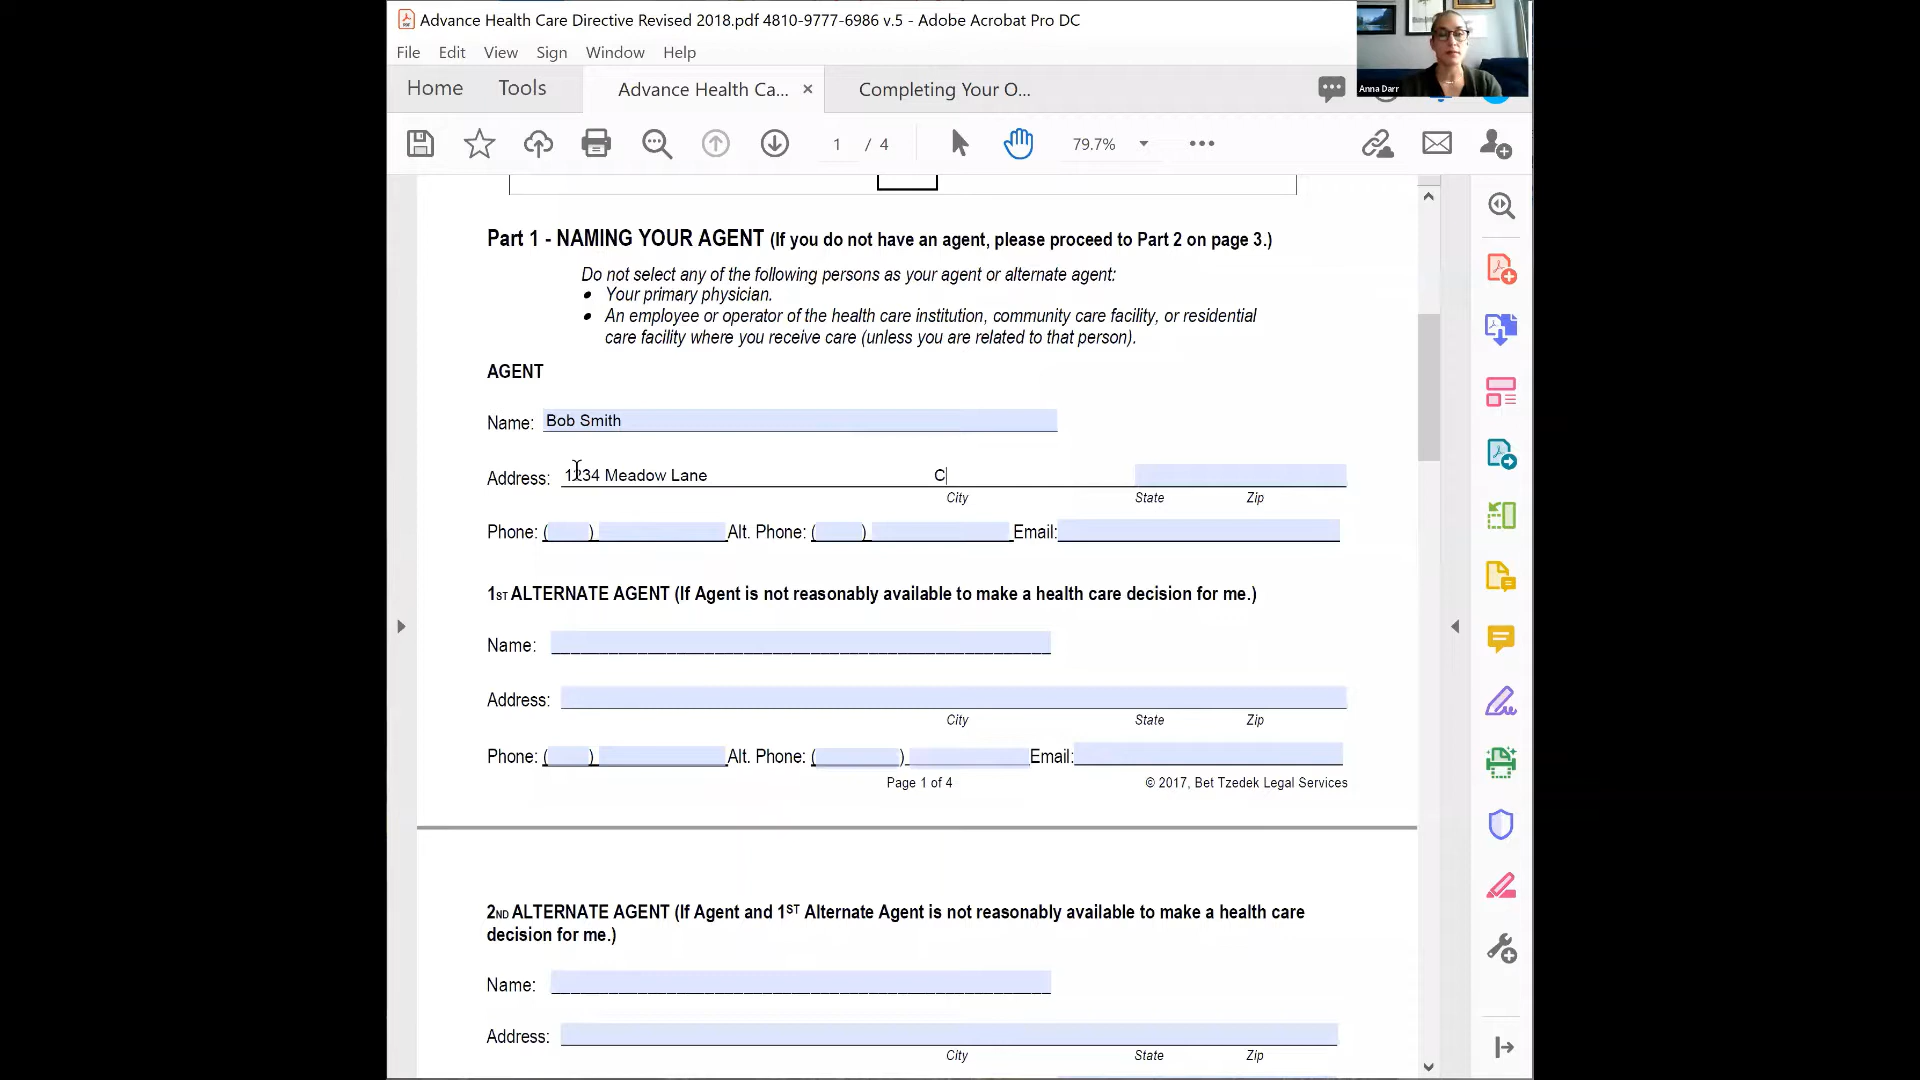 Advance Health Care Directive Revised 2018.pdf 4810-9777-6986 v.5 - Adobe Acrobat Pro DC
Anna Darr
File Edit View Sign Window Help
Home Tools Advance Health Ca... × Completing Your O...
1 / 4 79.7%
Part 1 - NAMING YOUR AGENT (If you do not have an agent, please proceed to Part 2 on page 3.)
Do not select any of the following persons as your agent or alternate agent:
• Your primary physician.
• An employee or operator of the health care institution, community care facility, or residential
care facility where you receive care (unless you are related to that person).
AGENT
Name: Bob Smith
Address: 1234 Meadow Lane C
City State Zip
Phone: ( ) Alt. Phone: ( ) Email:
1ST ALTERNATE AGENT (If Agent is not reasonably available to make a health care decision for me.)
Name:
Address:
City State Zip
Phone: ( ) Alt. Phone: ( ) Email:
Page 1 of 4 © 2017, Bet Tzedek Legal Services
2ND ALTERNATE AGENT (If Agent and 1ST Alternate Agent is not reasonably available to make a health care
decision for me.)
Name:
Address:
City State Zip